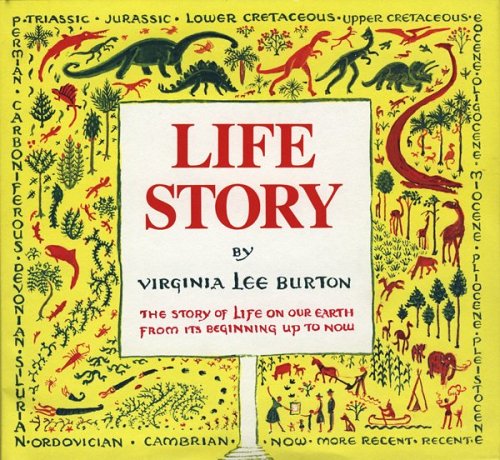 TRIASSIC · JURASSIC · LOWER CRETACEOUS · UPPER CRETACEOUS ·
EOCENE · OLIGOCENE · MIOCENE · PLIOCENE · PLEISTOCENE
PERMIAN · CARBONIFEROUS · DEVONIAN · SILURIAN
LIFE
STORY
BY
VIRGINIA LEE BURTON
THE STORY OF LIFE ON OUR EARTH
FROM ITS BEGINNING UP TO NOW
ORDOVICIAN · CAMBRIAN · NOW · MORE RECENT · RECENT ·